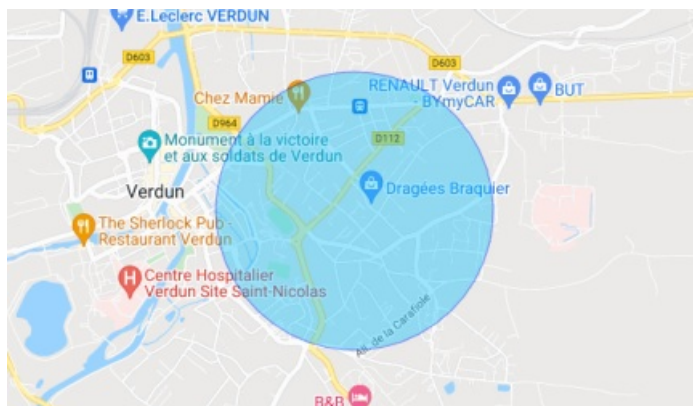 E.Leclerc VERDUN
D603
D603
RENAULT Verdun
- BYmyCAR
BUT
Chez Mamie
D964
D112
Monument à la victoire
et aux soldats de Verdun
Verdun
Dragées Braquier
The Sherlock Pub -
Restaurant Verdun
Centre Hospitalier
Verdun Site Saint-Nicolas
All. de la Carafiole
B&B